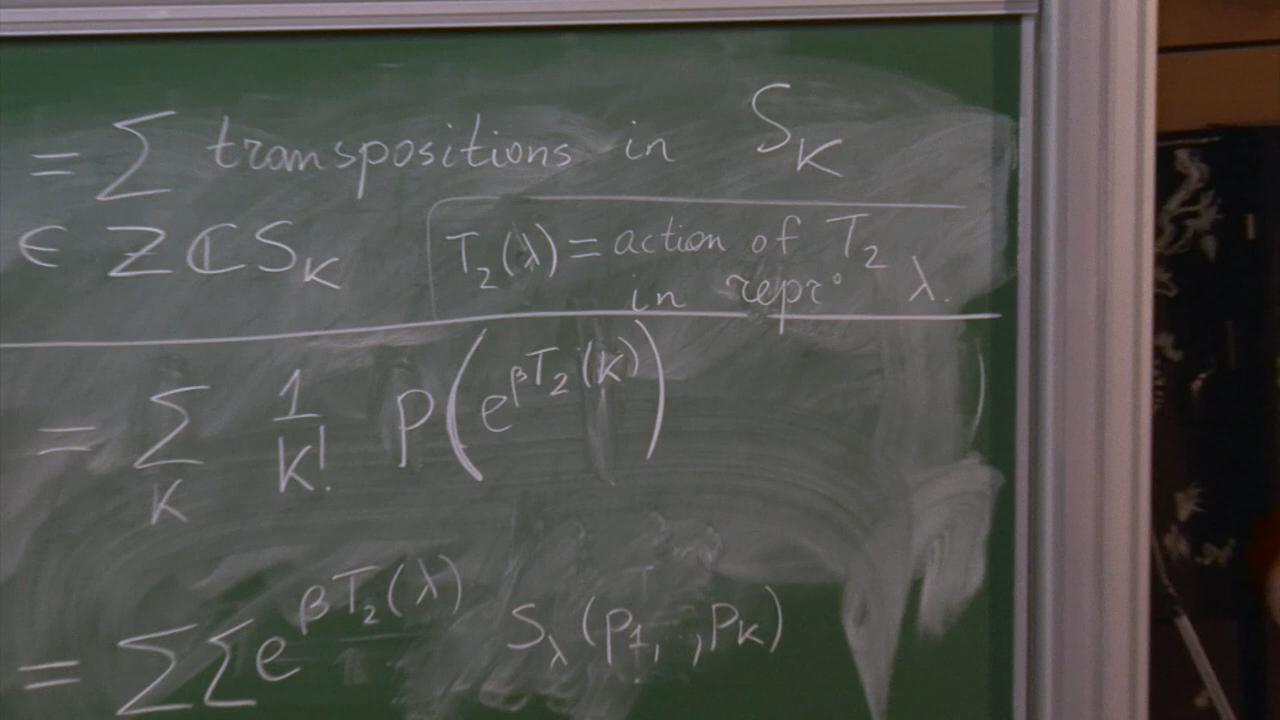 = ∑ transpositions in S_K
∈ Z ℂ S_K
T_2(λ) = action of T_2
in repr° λ.
= ∑_K 1/K! p(e^{βT_2(K)})
= ∑ ∑ e^{βT_2(λ)} S_λ(p_1, , p_K)